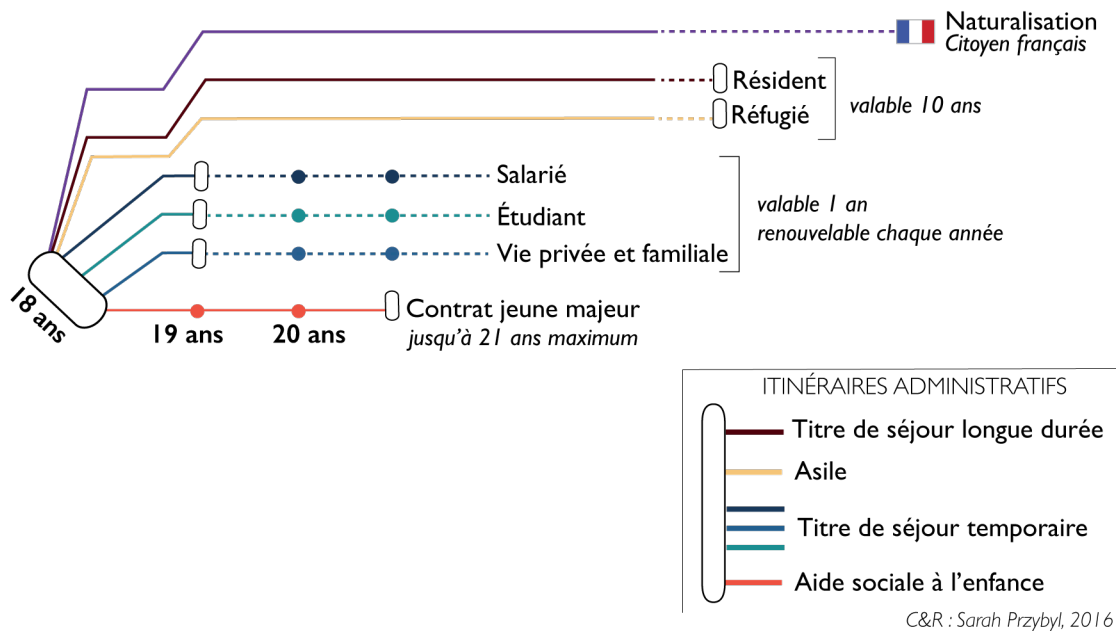 Naturalisation
Citoyen français
Résident
Réfugié
valable 10 ans
Salarié
Étudiant
Vie privée et familiale
valable 1 an
renouvelable chaque année
18 ans
19 ans
20 ans
Contrat jeune majeur
jusqu'à 21 ans maximum
ITINÉRAIRES ADMINISTRATIFS
Titre de séjour longue durée
Asile
Titre de séjour temporaire
Aide sociale à l'enfance
C&R : Sarah Przybyl, 2016